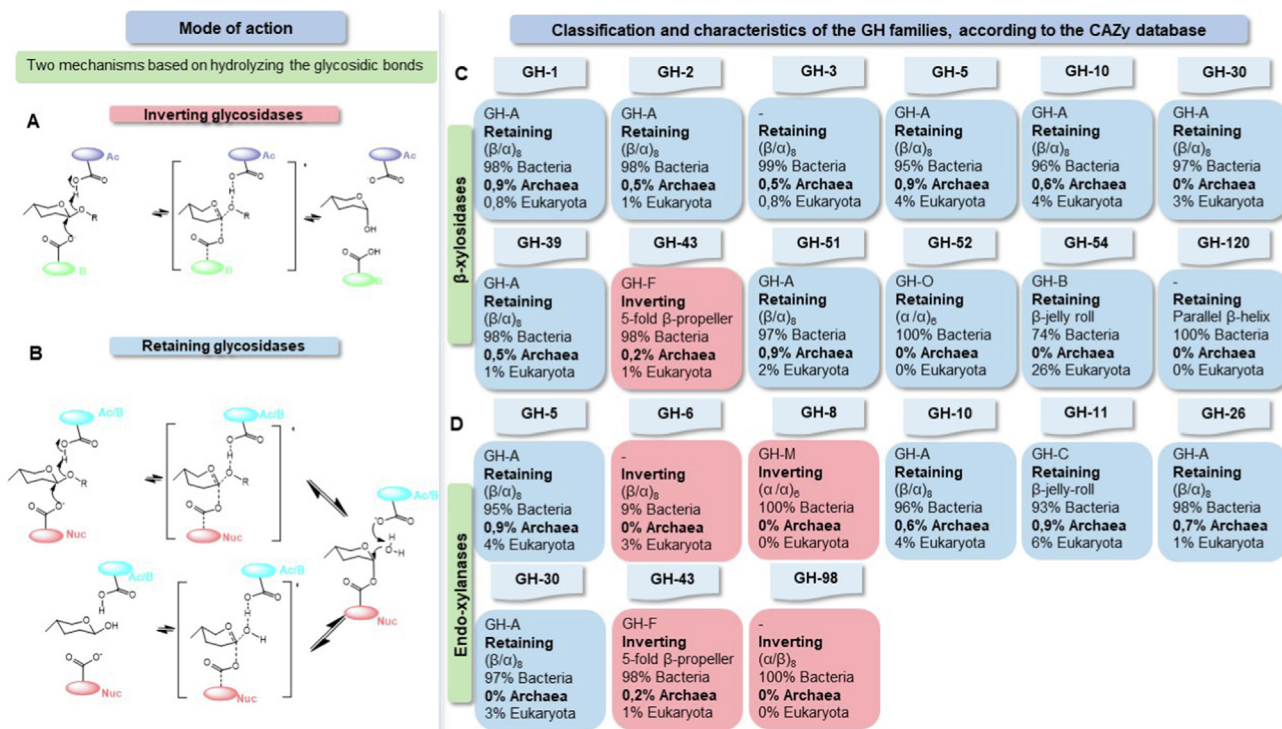 Mode of action
Two mechanisms based on hydrolyzing the glycosidic bonds
A
Inverting glycosidases
Ac
H
O
O
O
R
O
B
Ac
O
H
O
R
O
O
B
Ac
O
O
O
OH
O
OH
B
B
Retaining glycosidases
Ac/B
O
H
O
O
R
O
O
Nuc
Ac/B
O
H
O
O
R
O
O
Nuc
Ac/B
O
O
H
O
H
O
O
O
Nuc
Ac/B
O
O
H
O
OH
O
O-
Nuc
Ac/B
O
H
O
O
H
O
O
Nuc
Classification and characteristics of the GH families, according to the CAZy database
C
β-xylosidases
GH-1
GH-A
Retaining
(β/α)8
98% Bacteria
0,9% Archaea
0,8% Eukaryota
GH-2
GH-A
Retaining
(β/α)8
98% Bacteria
0,5% Archaea
1% Eukaryota
GH-3
-
Retaining
(β/α)8
99% Bacteria
0,5% Archaea
0,8% Eukaryota
GH-5
GH-A
Retaining
(β/α)8
95% Bacteria
0,9% Archaea
4% Eukaryota
GH-10
GH-A
Retaining
(β/α)8
96% Bacteria
0,6% Archaea
4% Eukaryota
GH-30
GH-A
Retaining
(β/α)8
97% Bacteria
0% Archaea
3% Eukaryota
GH-39
GH-A
Retaining
(β/α)8
98% Bacteria
0,5% Archaea
1% Eukaryota
GH-43
GH-F
Inverting
5-fold β-propeller
98% Bacteria
0,2% Archaea
1% Eukaryota
GH-51
GH-A
Retaining
(β/α)8
97% Bacteria
0,9% Archaea
2% Eukaryota
GH-52
GH-O
Retaining
(α/α)6
100% Bacteria
0% Archaea
0% Eukaryota
GH-54
GH-B
Retaining
β-jelly roll
74% Bacteria
0% Archaea
26% Eukaryota
GH-120
-
Retaining
Parallel β-helix
100% Bacteria
0% Archaea
0% Eukaryota
D
Endo-xylanases
GH-5
GH-A
Retaining
(β/α)8
95% Bacteria
0,9% Archaea
4% Eukaryota
GH-6
-
Inverting
(β/α)8
9% Bacteria
0% Archaea
3% Eukaryota
GH-8
GH-M
Inverting
(α/α)6
100% Bacteria
0% Archaea
0% Eukaryota
GH-10
GH-A
Retaining
(β/α)8
96% Bacteria
0,6% Archaea
4% Eukaryota
GH-11
GH-C
Retaining
β-jelly-roll
93% Bacteria
0,9% Archaea
6% Eukaryota
GH-26
GH-A
Retaining
(β/α)8
98% Bacteria
0,7% Archaea
1% Eukaryota
GH-30
GH-A
Retaining
(β/α)8
97% Bacteria
0% Archaea
3% Eukaryota
GH-43
GH-F
Inverting
5-fold β-propeller
98% Bacteria
0,2% Archaea
1% Eukaryota
GH-98
-
Inverting
(α/β)8
100% Bacteria
0% Archaea
0% Eukaryota